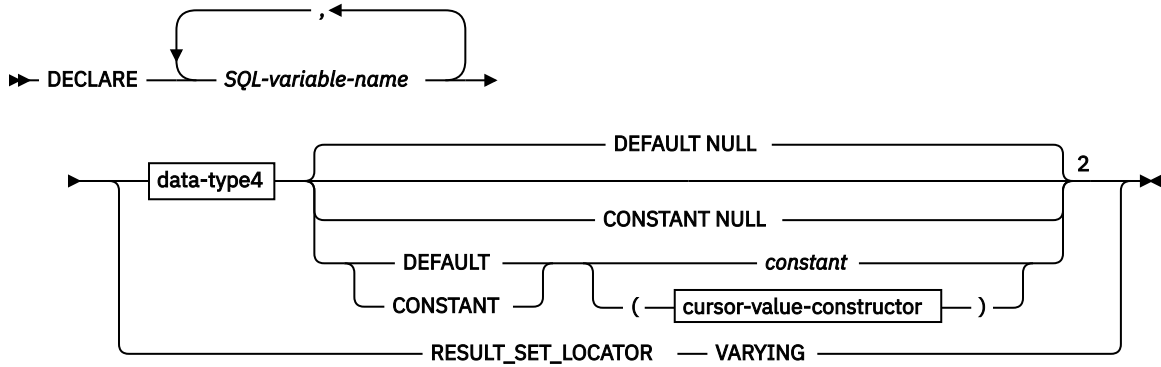 ,
DECLARE SQL-variable-name
DEFAULT NULL
data-type4 2
CONSTANT NULL
DEFAULT constant
CONSTANT ( cursor-value-constructor )
RESULT_SET_LOCATOR VARYING